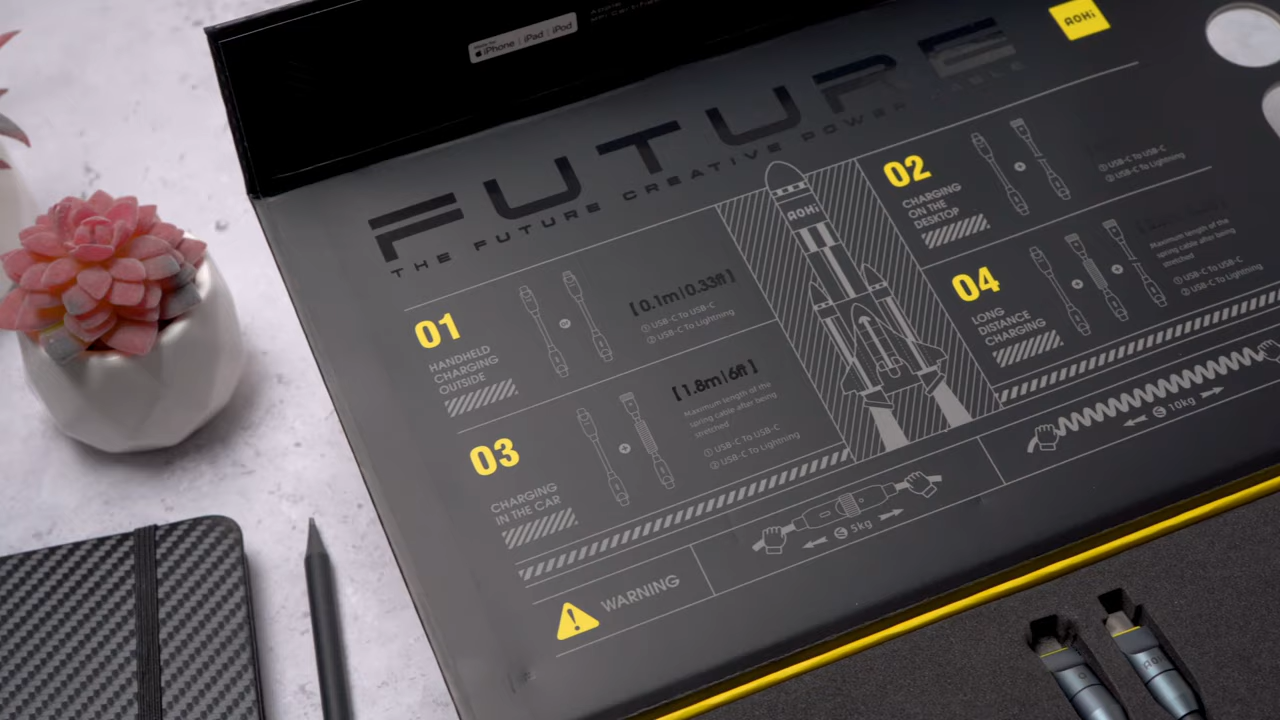 iPhone | iPad | iPod
AOHi
FUTURE
THE FUTURE CREATIVE POWER CABLE
AOHi
01
HANDHELD
CHARGING
OUTSIDE
[ 0.1m | 0.33ft ]
① USB-C To USB-C
② USB-C To Lightning
02
CHARGING
ON THE
DESKTOP
① USB-C To USB-C
② USB-C To Lightning
03
CHARGING
IN THE CAR
[ 1.8m | 6ft ]
Maximum length of the
spring cable after being
stretched
① USB-C To USB-C
② USB-C To Lightning
04
LONG
DISTANCE
CHARGING
Maximum length of the
spring cable after being
stretched
① USB-C To USB-C
② USB-C To Lightning
WARNING
≤ 5kg
≤ 10kg
AOHi